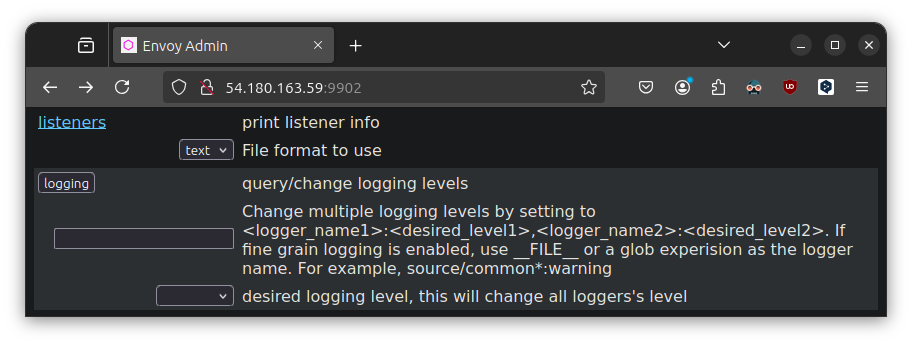 Envoy Admin
54.180.163.59:9902
listeners print listener info
text File format to use
logging query/change logging levels
Change multiple logging levels by setting to
<logger_name1>:<desired_level1>,<logger_name2>:<desired_level2>. If
fine grain logging is enabled, use __FILE__ or a glob experision as the logger
name. For example, source/common*:warning
desired logging level, this will change all loggers's level